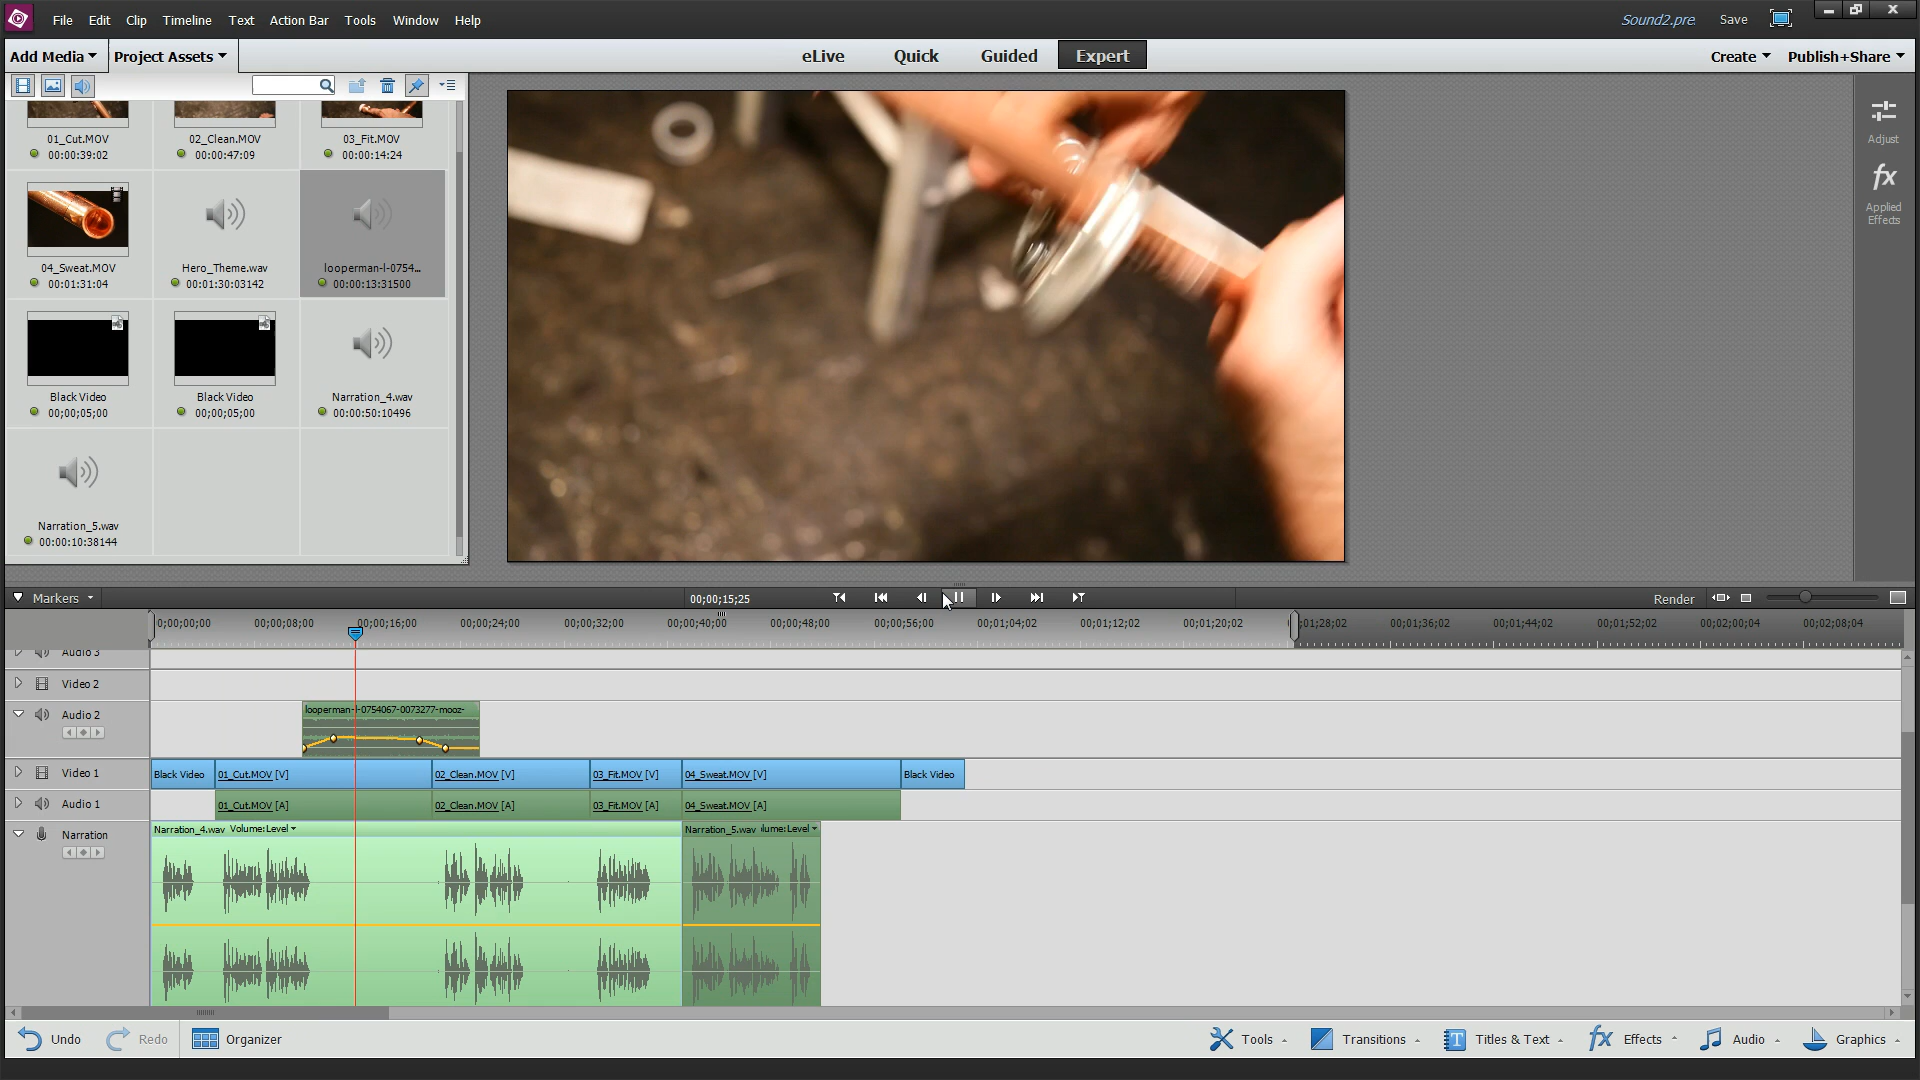 File Edit Clip Timeline Text Action Bar Tools Window Help
Sound2.pre Save
Add Media Project Assets
eLive Quick Guided Expert
Create Publish+Share
01_Cut.MOV 02_Clean.MOV 03_Fit.MOV
00:00:39:02 00:00:47:09 00:00:14:24
04_Sweat.MOV Hero_Theme.wav looperman-l-0754...
00:01:31:04 00:01:30:03142 00:00:13:31500
Black Video Black Video Narration_4.wav
00;00;05;00 00;00;05;00 00:00:50:10496
Narration_5.wav
00:00:10:38144
Adjust
fx
Applied
Effects
Markers
00;00;15;25
Render
0;00;00;00 00;00;08;00 00;00;16;00 00;00;24;00 00;00;32;00 00;00;40;00 00;00;48;00 00;00;56;00 00;01;04;02 00;01;12;02 00;01;20;02 ;01;28;02 00;01;36;02 00;01;44;02 00;01;52;02 00;02;00;04 00;02;08;04
Audio 3
Video 2
Audio 2
looperman-l-0754067-0073277-mooz-
Video 1
Black Video 01_Cut.MOV [V] 02_Clean.MOV [V] 03_Fit.MOV [V] 04_Sweat.MOV [V] Black Video
Audio 1
01_Cut.MOV [A] 02_Clean.MOV [A] 03_Fit.MOV [A] 04_Sweat.MOV [A]
Narration
Narration_4.wav Volume:Level Narration_5.wav lume:Level
Undo Redo Organizer
Tools Transitions T Titles & Text fx Effects Audio Graphics